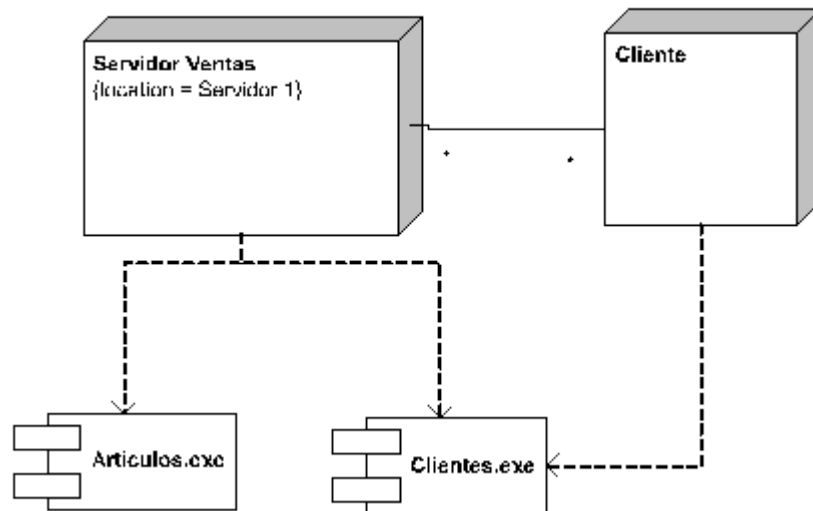 Servidor Ventas
{location = Servidor 1}
Cliente
Articulos.exe
Clientes.exe